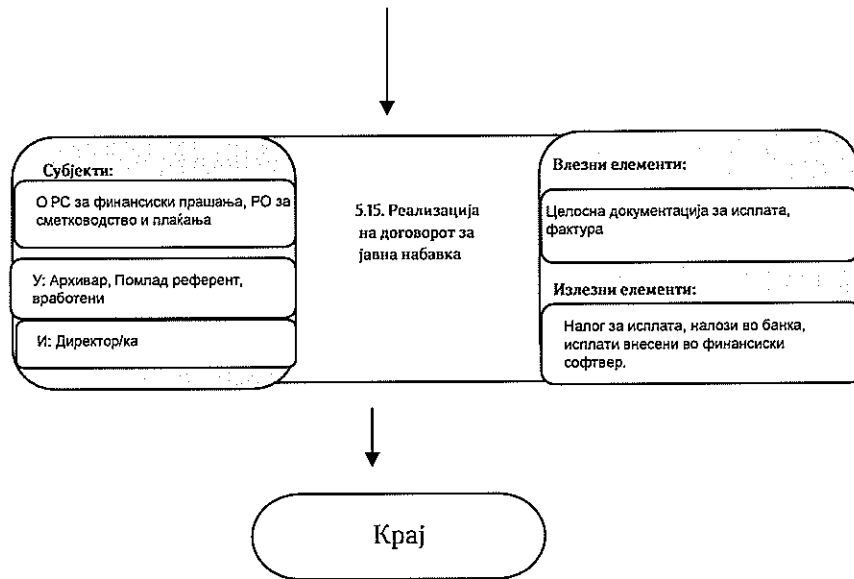 Субјекти:
О РС за финансиски прашања, РО за
сметководство и плаќања
У: Архивар, Помлад референт,
вработени
И: Директор/ка
5.15. Реализација
на договорот за
јавна набавка
Влезни елементи:
Целосна документација за исплата,
фактура
Излезни елементи:
Налог за исплата, налози во банка,
исплати внесени во финансиски
софтвер.
Крај